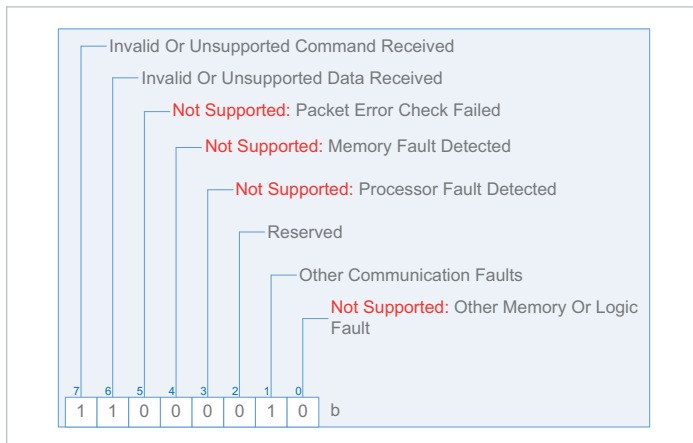 Invalid Or Unsupported Command Received
Invalid Or Unsupported Data Received
Not Supported: Packet Error Check Failed
Not Supported: Memory Fault Detected
Not Supported: Processor Fault Detected
Reserved
Other Communication Faults
Not Supported: Other Memory Or Logic
Fault
7 6 5 4 3 2 1 0
1 1 0 0 0 0 1 0 b